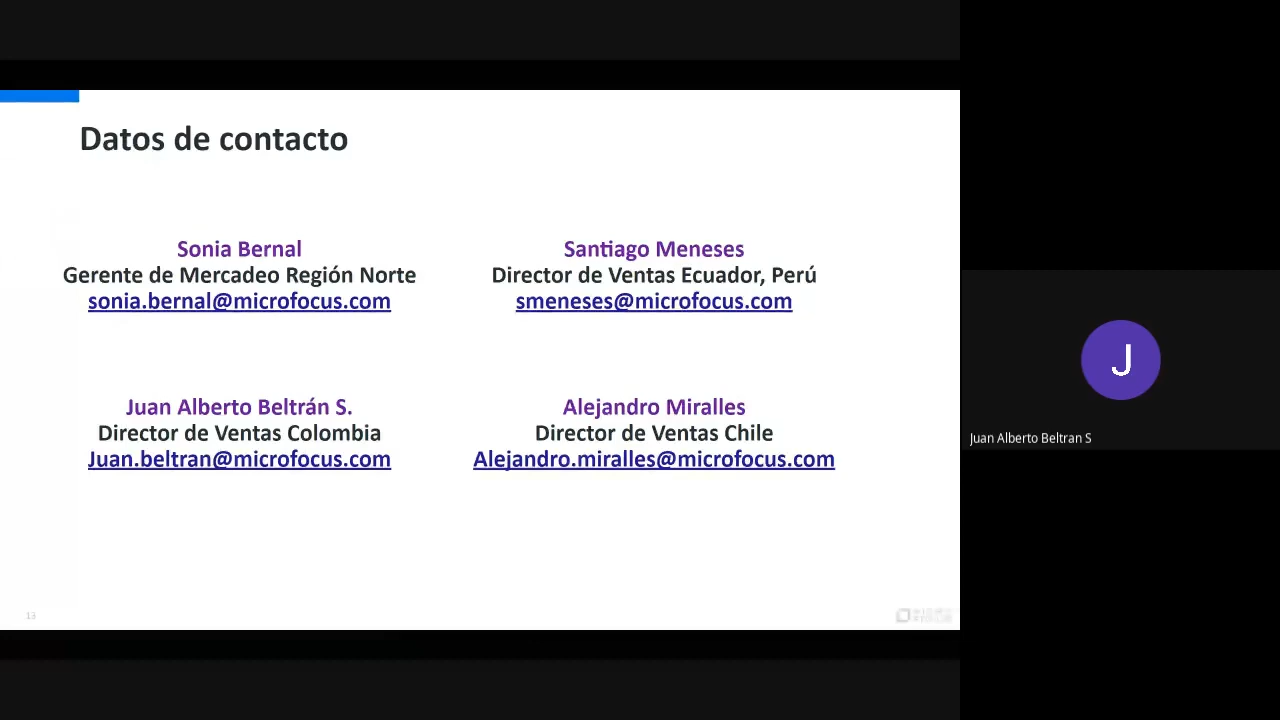 Datos de contacto
Sonia Bernal
Gerente de Mercadeo Región Norte
sonia.bernal@microfocus.com
Santiago Meneses
Director de Ventas Ecuador, Perú
smeneses@microfocus.com
Juan Alberto Beltrán S.
Director de Ventas Colombia
Juan.beltran@microfocus.com
Alejandro Miralles
Director de Ventas Chile
Alejandro.miralles@microfocus.com
13
J
Juan Alberto Beltran S